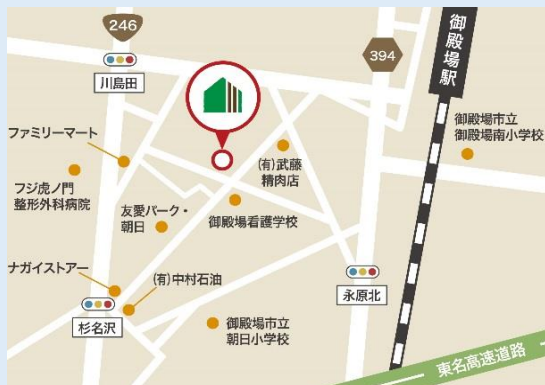 246
394
御殿場駅
川島田
御殿場市立
御殿場南小学校
ファミリーマート
(有)武藤
精肉店
フジ虎ノ門
整形外科病院
友愛パーク・
朝日
御殿場看護学校
ナガイストアー
(有)中村石油
永原北
杉名沢
御殿場市立
朝日小学校
東名高速道路